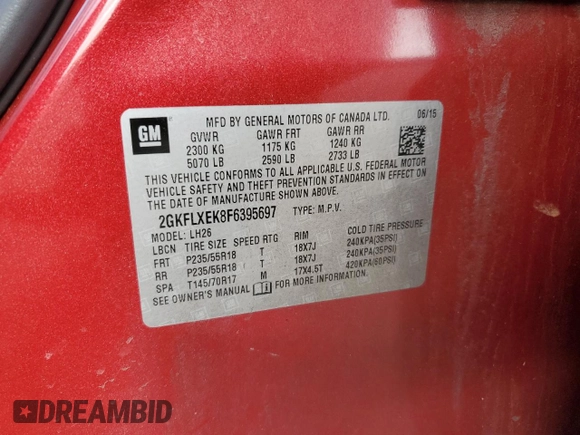 GM
MFD BY GENERAL MOTORS OF CANADA LTD. 06/15
GVWR GAWR FRT GAWR RR
2300 KG 1175 KG 1240 KG
5070 LB 2590 LB 2733 LB
THIS VEHICLE CONFORMS TO ALL APPLICABLE U.S. FEDERAL MOTOR
VEHICLE SAFETY AND THEFT PREVENTION STANDARDS IN EFFECT
ON THE DATE OF MANUFACTURE SHOWN ABOVE.
2GKFLXEK8F6395697 TYPE: M.P.V.
MODEL: LH26
LBCN TIRE SIZE SPEED RTG RIM COLD TIRE PRESSURE
FRT P235/55R18 T 18X7J 240KPA(35PSI)
RR P235/55R18 T 18X7J 240KPA(35PSI)
SPA T145/70R17 M 17X4.5T 420KPA(60PSI)
SEE OWNER'S MANUAL FOR MORE INFORMATION.
DREAMBID